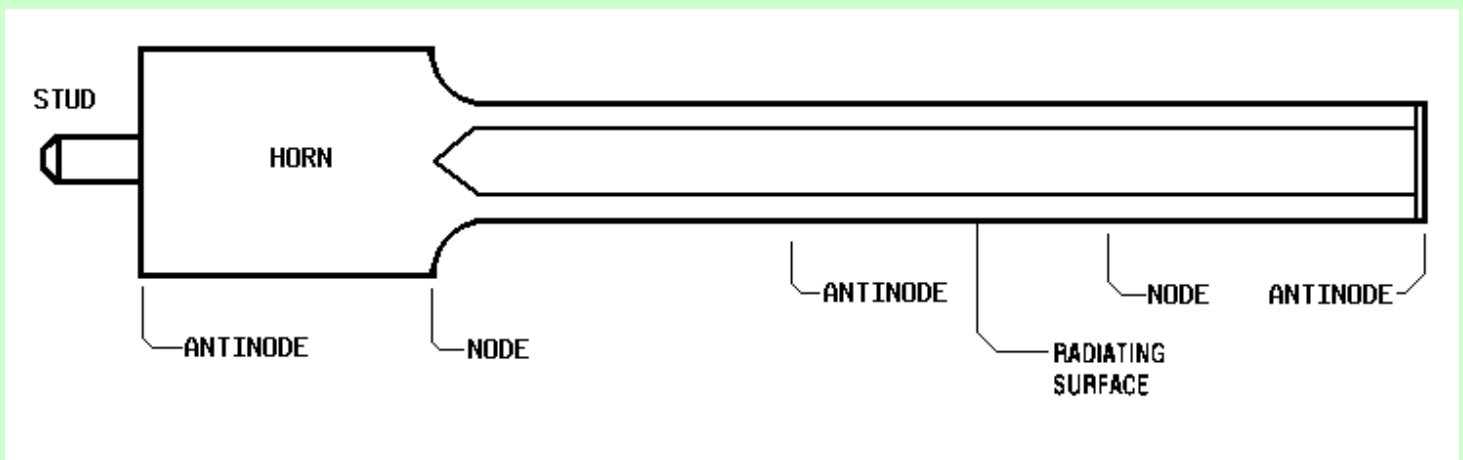 STUD
HORN
ANTINODE
NODE
ANTINODE
NODE
ANTINODE
RADIATING
SURFACE